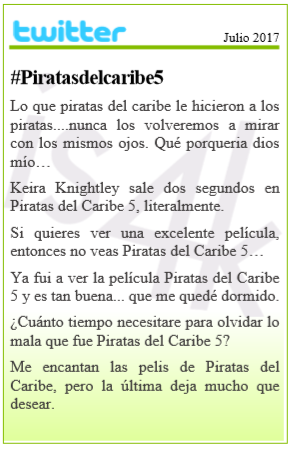 twitter
Julio 2017
#Piratasdelcaribe5
Lo que piratas del caribe le hicieron a los
piratas....nunca los volveremos a mirar
con los mismos ojos. Qué porqueria dios
mío…
Keira Knightley sale dos segundos en
Piratas del Caribe 5, literalmente.
Si quieres ver una excelente película,
entonces no veas Piratas del Caribe 5…
Ya fui a ver la película Piratas del Caribe
5 y es tan buena... que me quedé dormido.
¿Cuánto tiempo necesitare para olvidar lo
mala que fue Piratas del Caribe 5?
Me encantan las pelis de Piratas del
Caribe, pero la última deja mucho que
desear.